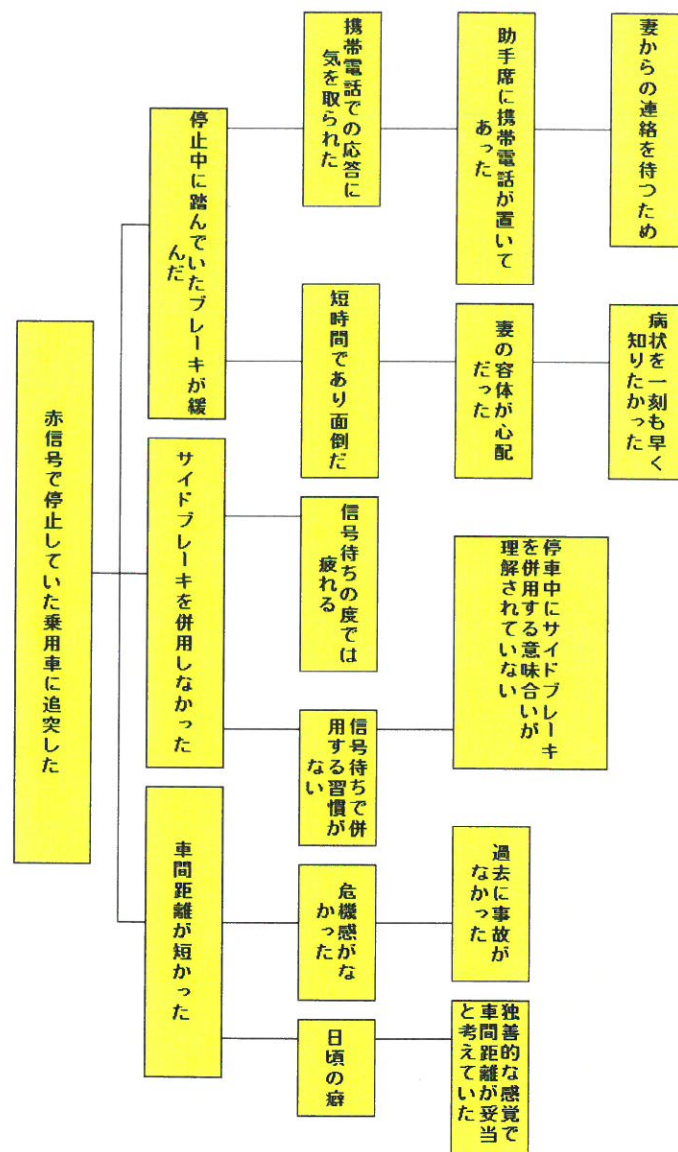 赤信号で停止していた乗用車に追突した
停止中に踏んでいたブレーキが緩
んだ
携帯電話での応答に
気を取られた
助手席に携帯電話が置いて
あった
妻からの連絡を待つため
短時間であり面倒だ
妻の容体が心配
だった
病状を一刻も早く
知りたかった
サイドブレーキを併用しなかった
信号待ちの度では
疲れる
信号待ちで併
用する習慣が
ない
停車中にサイドブレーキ
を併用する意味合いが
理解されていない
車間距離が短かった
危機感がな
かった
過去に事故が
なかった
日頃の癖
独善的な感覚で
車間距離が妥当
と考えていた